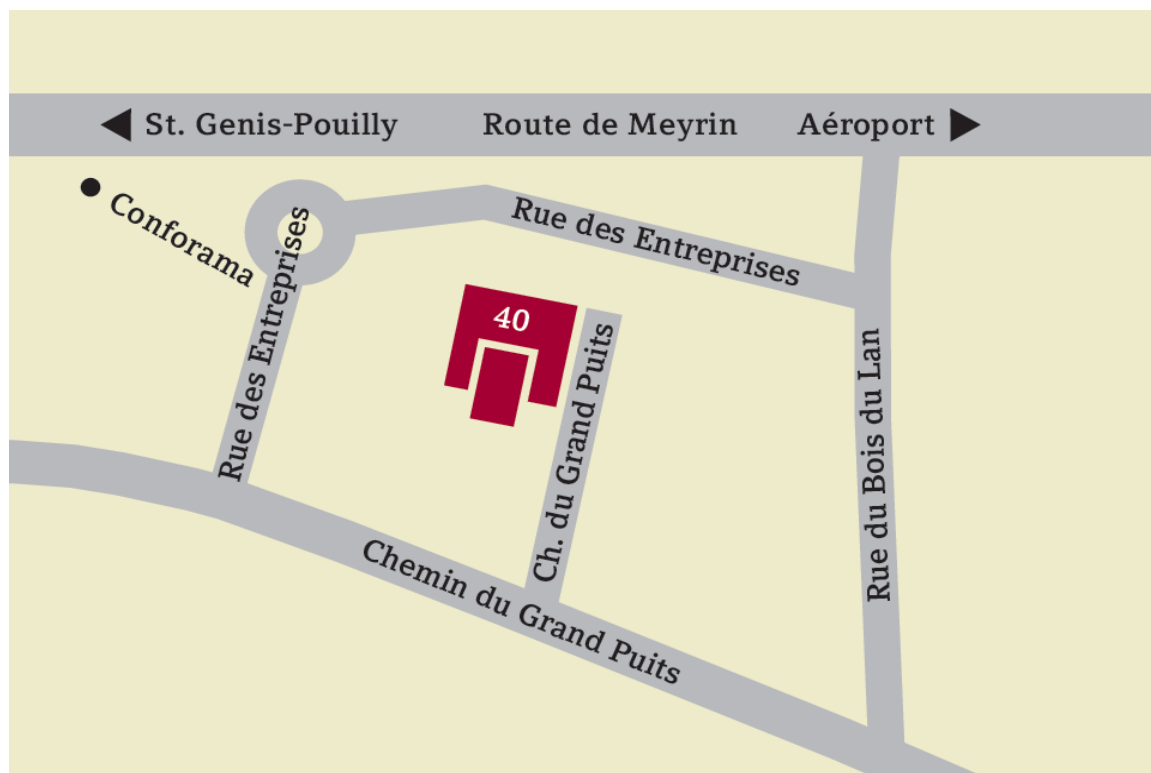 St. Genis-Pouilly
Route de Meyrin
Aéroport
Conforama
Rue des Entreprises
Rue des Entreprises
40
Ch. du Grand Puits
Rue du Bois du Lan
Chemin du Grand Puits